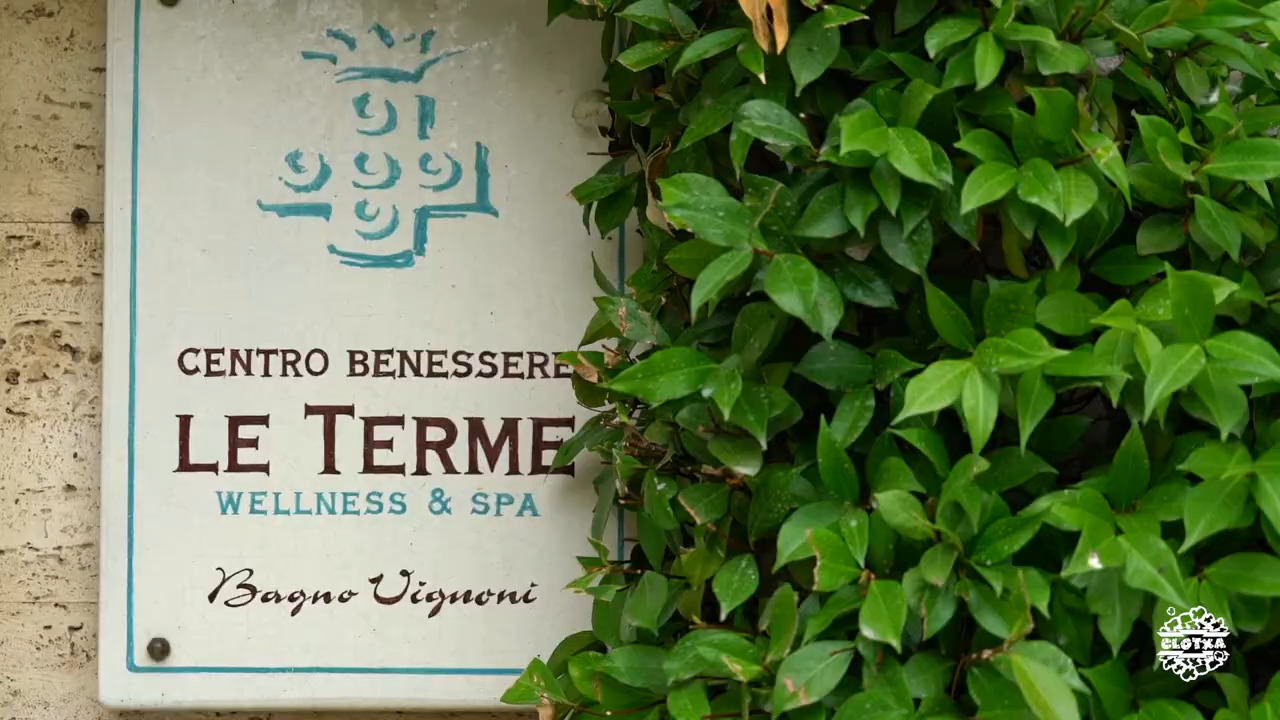 CENTRO BENESSERE
LE TERME
WELLNESS & SPA
Bagno Vignoni
CLOTXA